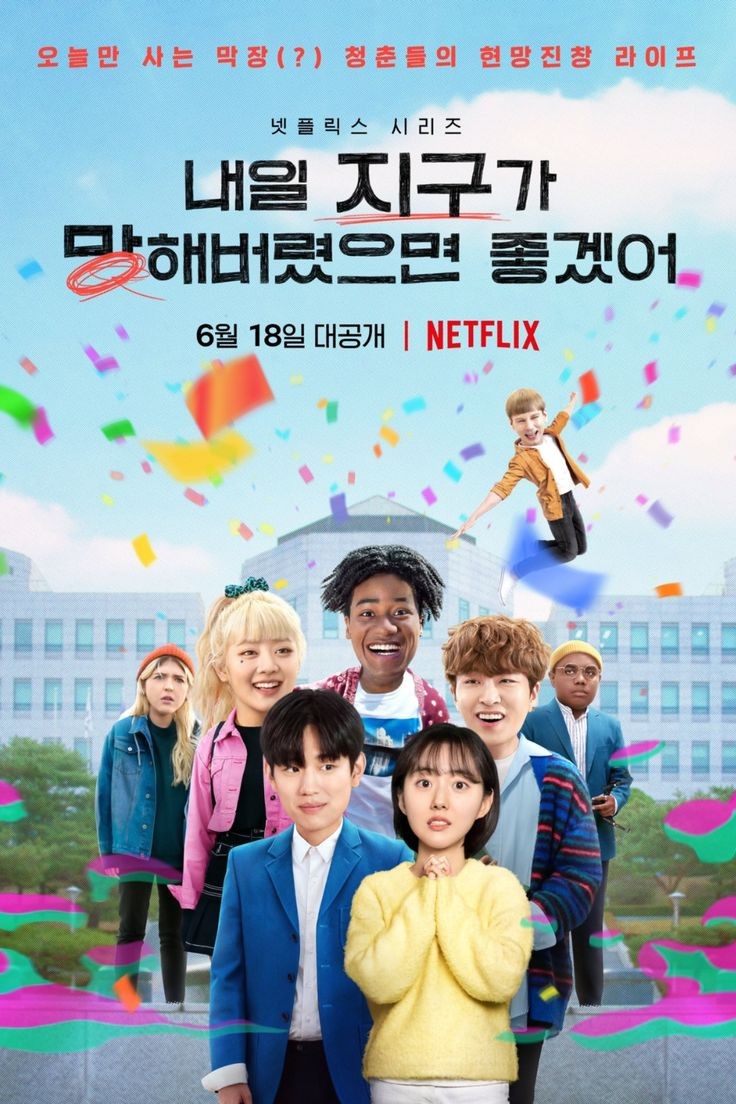 오늘만 사는 막장(?) 청춘들의 현망진창 라이프
넷플릭스 시리즈
내일 지구가
망해버렸으면 좋겠어
6월 18일 대공개 | NETFLIX